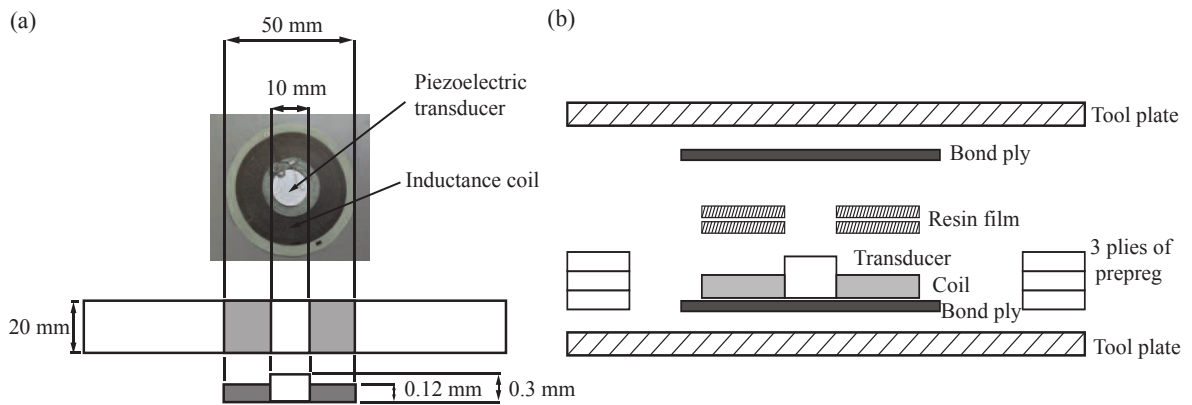 (a)
50 mm
10 mm
Piezoelectric
transducer
Inductance coil
20 mm
0.12 mm
0.3 mm
(b)
Tool plate
Bond ply
Resin film
Transducer
3 plies of
prepreg
Coil
Bond ply
Tool plate